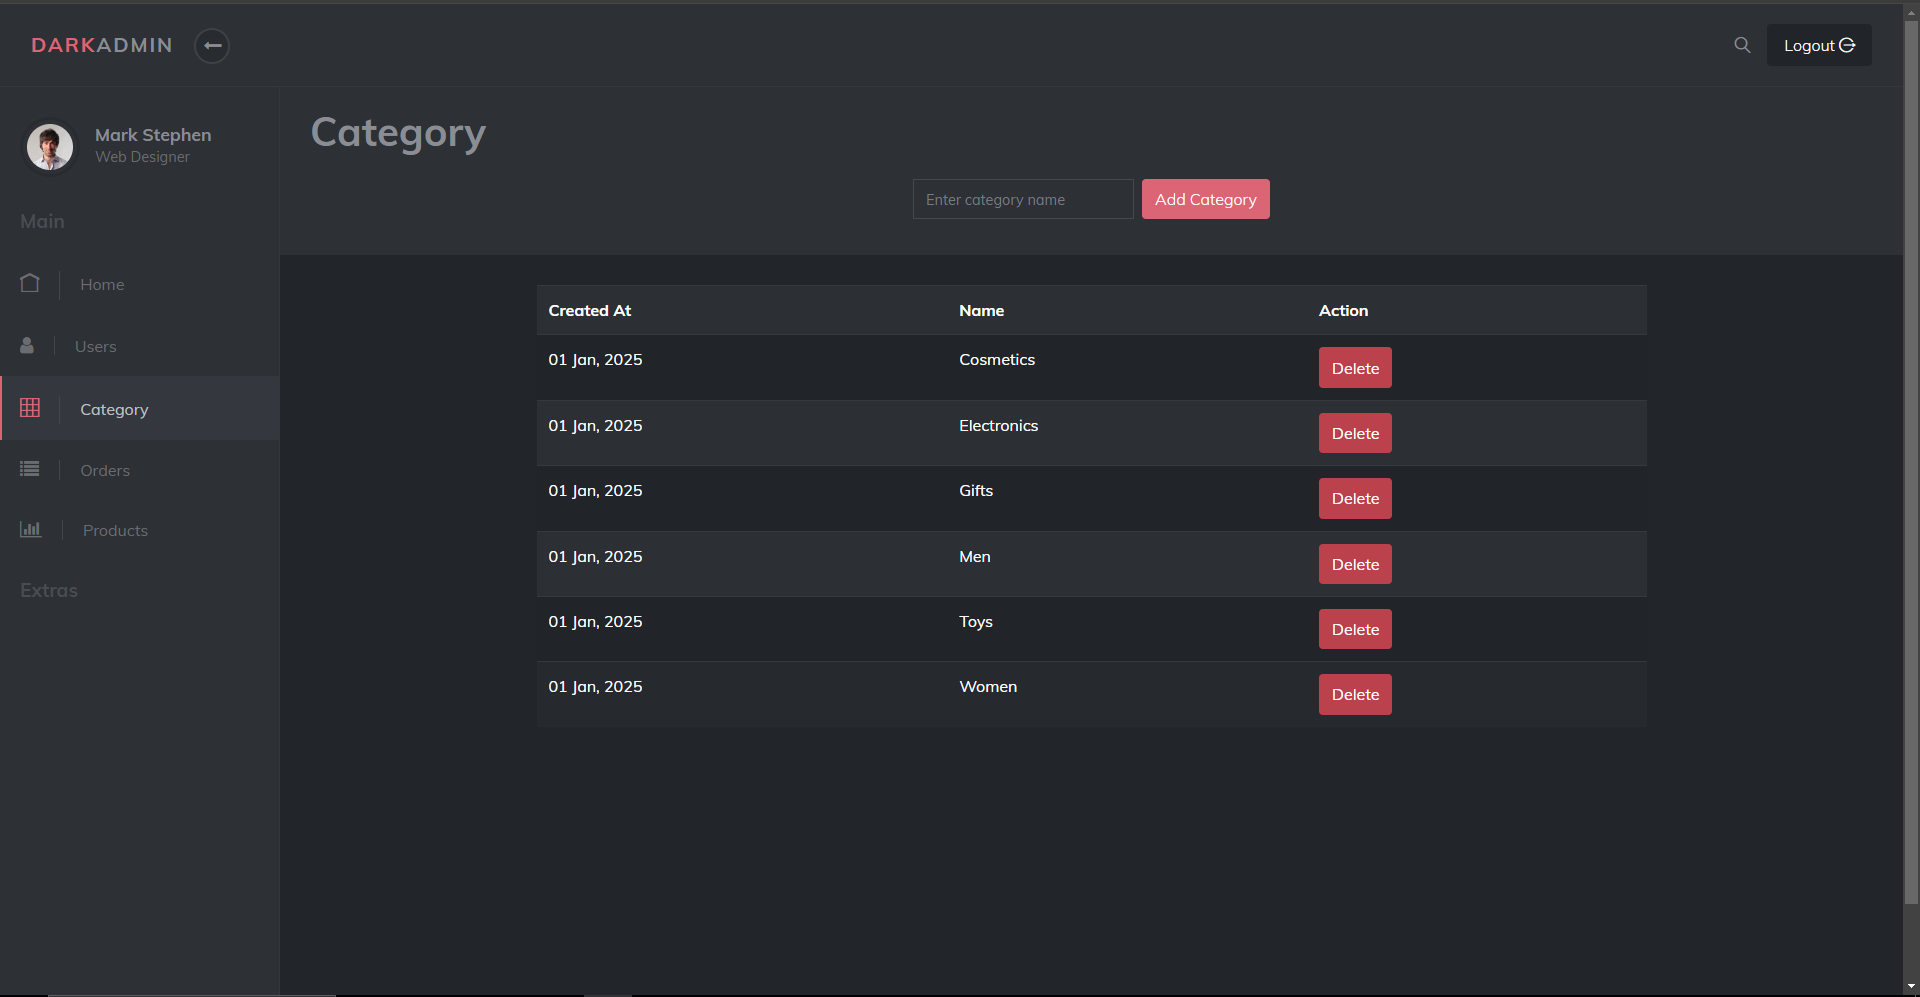 DARKADMIN
Logout
Mark Stephen
Web Designer
Main
Home
Users
Category
Orders
Products
Extras
Category
Enter category name Add Category
Created At Name Action
01 Jan, 2025 Cosmetics Delete
01 Jan, 2025 Electronics Delete
01 Jan, 2025 Gifts Delete
01 Jan, 2025 Men Delete
01 Jan, 2025 Toys Delete
01 Jan, 2025 Women Delete